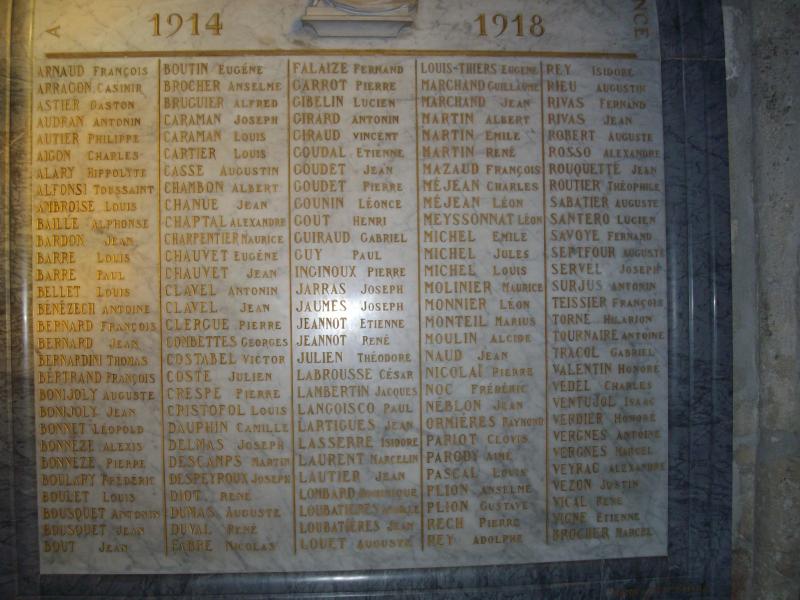 1914 1918
ARNAUD FRANÇOIS
ARRAGON CASIMIR
ASTIER GASTON
AUDRAN ANTONIN
AUTIER PHILIPPE
AIGON CHARLES
ALARY HIPPOLYTE
ALFONSI TOUSSAINT
AMBROISE LOUIS
BAILLE ALPHONSE
BARDON JEAN
BARRE LOUIS
BARRE PAUL
BELLET LOUIS
BÉNÉZECH ANTOINE
BERNARD FRANÇOIS
BERNARD JEAN
BERNARDINI THOMAS
BERTRAND FRANÇOIS
BONIJOLY AUGUSTE
BONIJOLY JEAN
BONNET LÉOPOLD
BONNÈZE ALEXIS
BONNÈZE PIERRE
BOULARY FRÉDÉRIC
BOULET LOUIS
BOUSQUET ANTONIN
BOUSQUET JEAN
BOUT JEAN
BOUTIN EUGÉNE
BROCHER ANSELME
BRUGUIER ALFRED
CARAMAN JOSEPH
CARAMAN LOUIS
CARTIER LOUIS
CASSE AUGUSTIN
CHAMBON ALBERT
CHANUE JEAN
CHAPTAL ALEXANDRE
CHARPENTIER MAURICE
CHAUVET EUGÉNE
CHAUVET JEAN
CLAVEL ANTONIN
CLAVEL JEAN
CLERGUE PIERRE
COMBETTES GEORGES
COSTABEL VICTOR
COSTE JULIEN
CRESPE PIERRE
CRISTOFOL LOUIS
DAUPHIN CAMILLE
DELMAS JOSEPH
DESCAMPS MARTIN
DESPEYROUX JOSEPH
DIOT RENÉ
DUMAS AUGUSTE
DUVAL RENÉ
FABRE NICOLAS
FALAIZE FERNAND
GARROT PIERRE
GIBELIN LUCIEN
GIRARD ANTONIN
GIRAUD VINCENT
GOUDAL ETIENNE
GOUDET JEAN
GOUDET PIERRE
GOUNIN LÉONCE
GOUT HENRI
GUIRAUD GABRIEL
GUY PAUL
INGINOUX PIERRE
JARRAS JOSEPH
JAUMES JOSEPH
JEANNOT ETIENNE
JEANNOT RENÉ
JULIEN THÉODORE
LABROUSSE CÉSAR
LAMBERTIN JACQUES
LANGOISCO PAUL
LARTIGUES JEAN
LASSERRE ISIDORE
LAURENT MARCELIN
LAUTIER JEAN
LOMBARD DOMINIQUE
LOUBATIÈRES
LOUBATIÈRES JEAN
LOUET AUGUSTE
LOUIS-THIERS EUGÉNE
MARCHAND GUILLAUME
MARCHAND JEAN
MARTIN ALBERT
MARTIN EMILE
MARTIN RENÉ
MAZAUD FRANÇOIS
MÉJEAN CHARLES
MÉJEAN LÉON
MEYSSONNAT LÉON
MICHEL EMILE
MICHEL JULES
MICHEL LOUIS
MOLINIER MAURICE
MONNIER LÉON
MONTEIL MARIUS
MOULIN ALCIDE
NAUD JEAN
NICOLAÏ PIERRE
NOC FRÉDÉRIC
NEBLON JEAN
ORMIÈRES RAYMOND
PARLOT CLOVIS
PARODY AIMÉ
PASCAL LOUIS
PLION ANSELME
PLION GUSTAVE
RECH PIERRE
REY ADOLPHE
REY ISIDORE
RIEU AUGUSTIN
RIVAS FERNAND
RIVAS JEAN
ROBERT AUGUSTE
ROSSO ALEXANDRE
ROUQUETTE JEAN
ROUTIER THÉOPHILE
SABATIER AUGUSTE
SANTERO LUCIEN
SAVOYE FERNAND
SEPTFOUR AUGUSTE
SERVEL JOSEPH
SURJUS ANTONIN
TEISSIER FRANÇOIS
TORNE HILARION
TOURNAIRE ANTOINE
TRACOL GABRIEL
VALENTIN HONORÉ
VEDEL CHARLES
VENTUJOL ISAAC
VERDIER HONORÉ
VERGNES ANTOINE
VERGNES MARCEL
VEYRAC ALEXANDRE
VEZON JUSTIN
VICAL RENÉ
VIGNE ETIENNE
BROCHER MARCEL